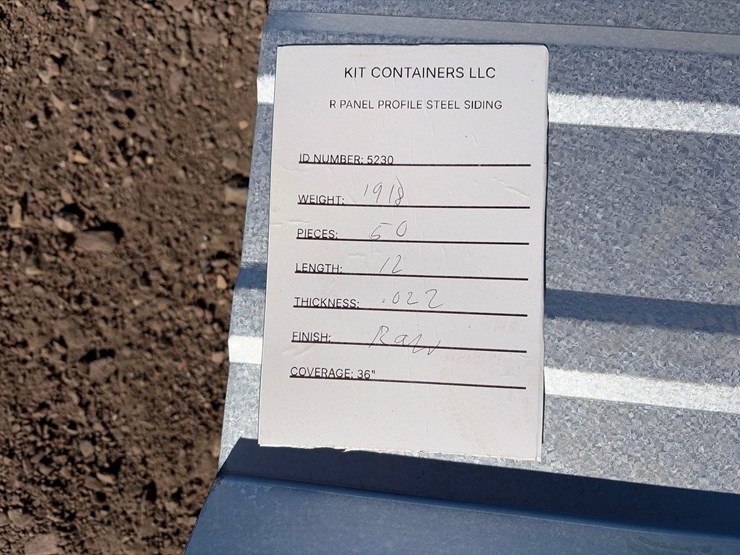 KIT CONTAINERS LLC
R PANEL PROFILE STEEL SIDING
ID NUMBER: 5230
WEIGHT: 1918
PIECES: 50
LENGTH: 12
THICKNESS: .022
FINISH: Raw
COVERAGE: 36"